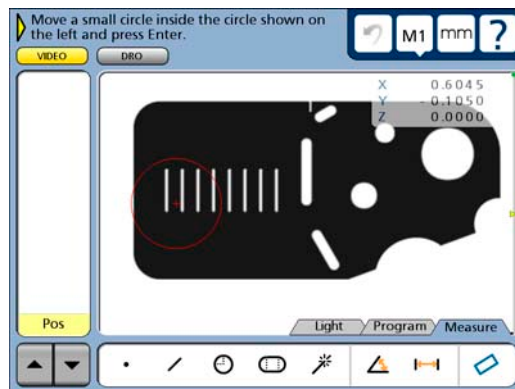 Move a small circle inside the circle shown on
the left and press Enter.
M1
mm
?
VIDEO
DRO
X 0.6045
Y - 0.1050
Z 0.0000
Pos
Light
Program
Measure